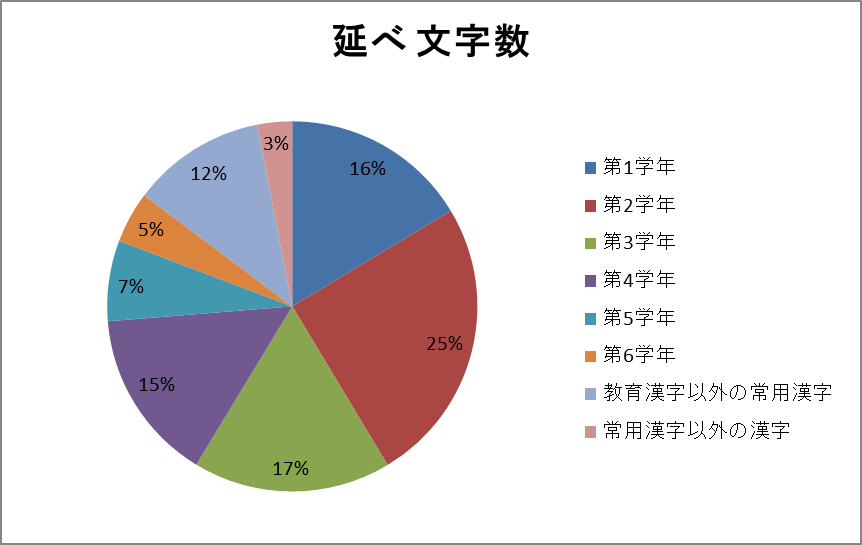 延べ 文字数
16%
25%
17%
15%
7%
5%
12%
3%
第1学年
第2学年
第3学年
第4学年
第5学年
第6学年
教育漢字以外の常用漢字
常用漢字以外の漢字